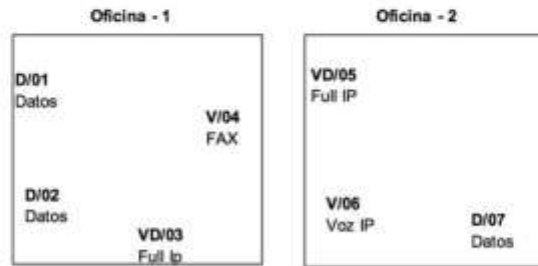 Oficina - 1
D/01
Datos
V/04
FAX
D/02
Datos
VD/03
Full Ip
Oficina - 2
VD/05
Full IP
V/06
Voz IP
D/07
Datos